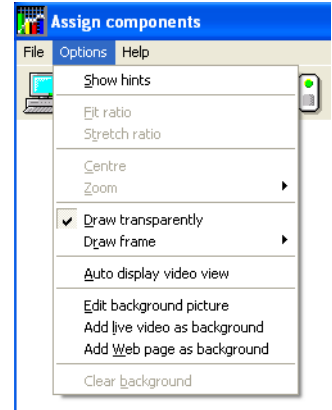 Assign components
File Options Help
Show hints
Fit ratio
Stretch ratio
Centre
Zoom
Draw transparently
Draw frame
Auto display video view
Edit background picture
Add live video as background
Add Web page as background
Clear background